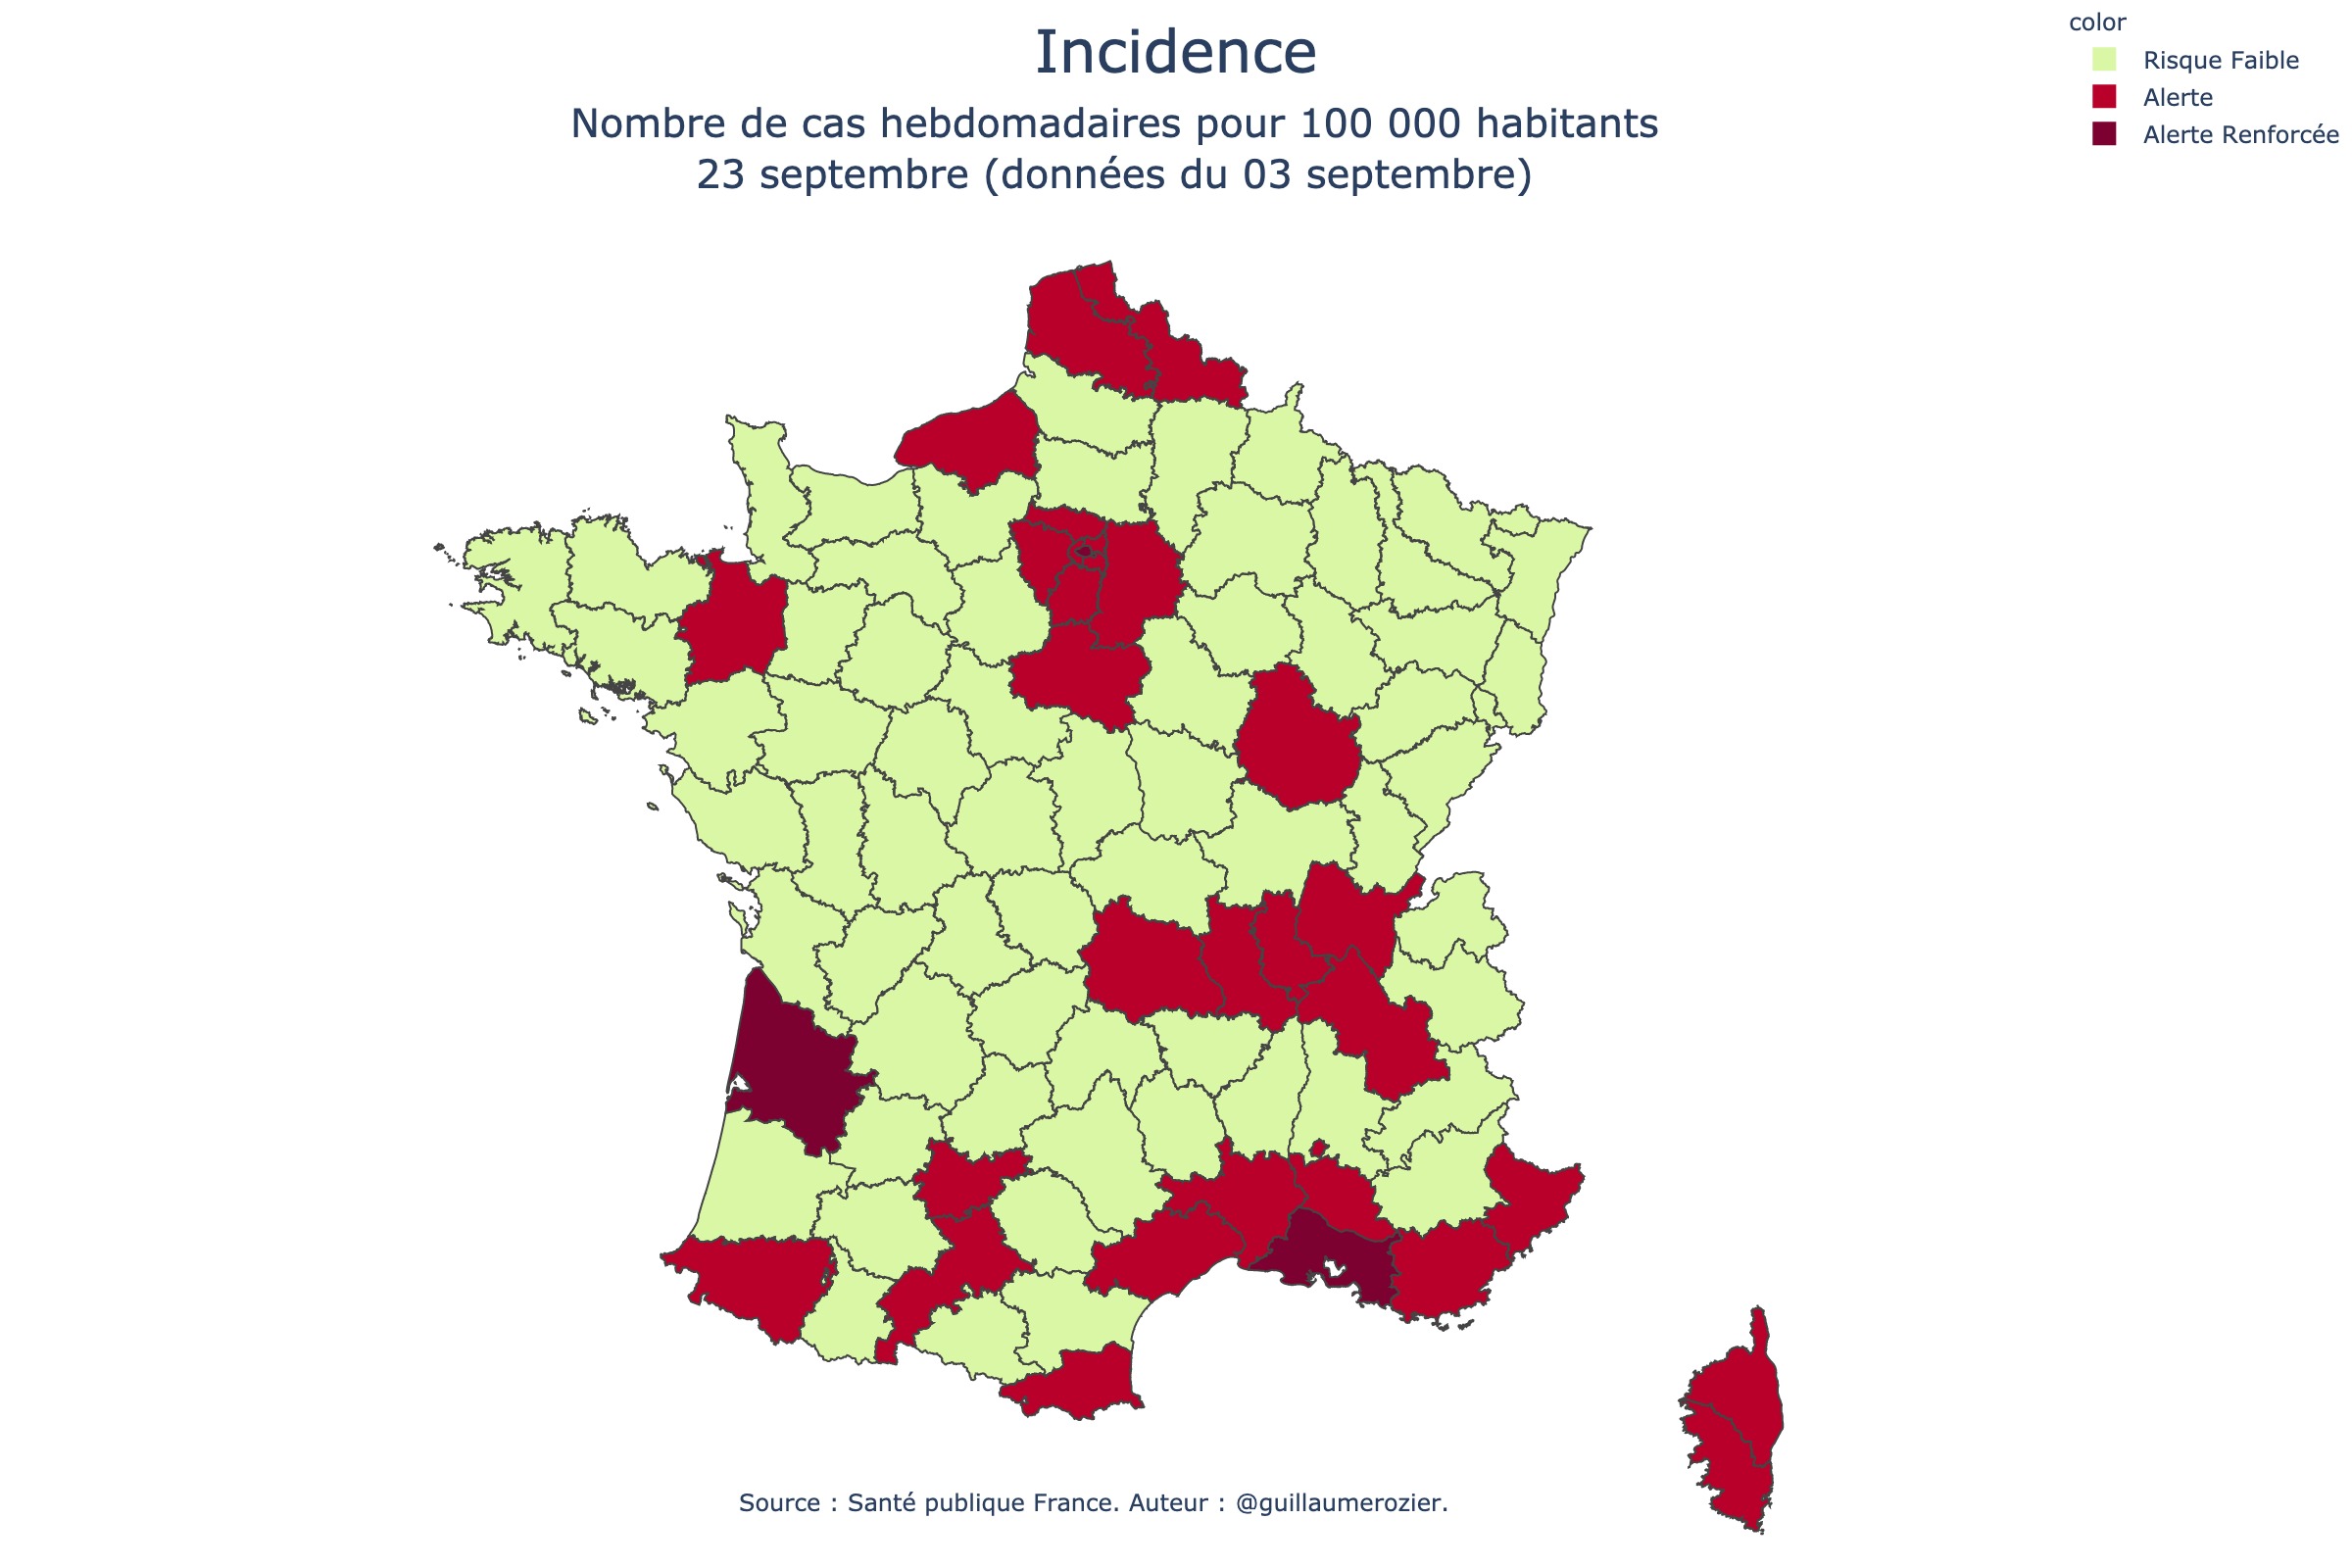 Incidence
Nombre de cas hebdomadaires pour 100 000 habitants
23 septembre (données du 03 septembre)
color
Risque Faible
Alerte
Alerte Renforcée
Source : Santé publique France. Auteur : @guillaumerozier.